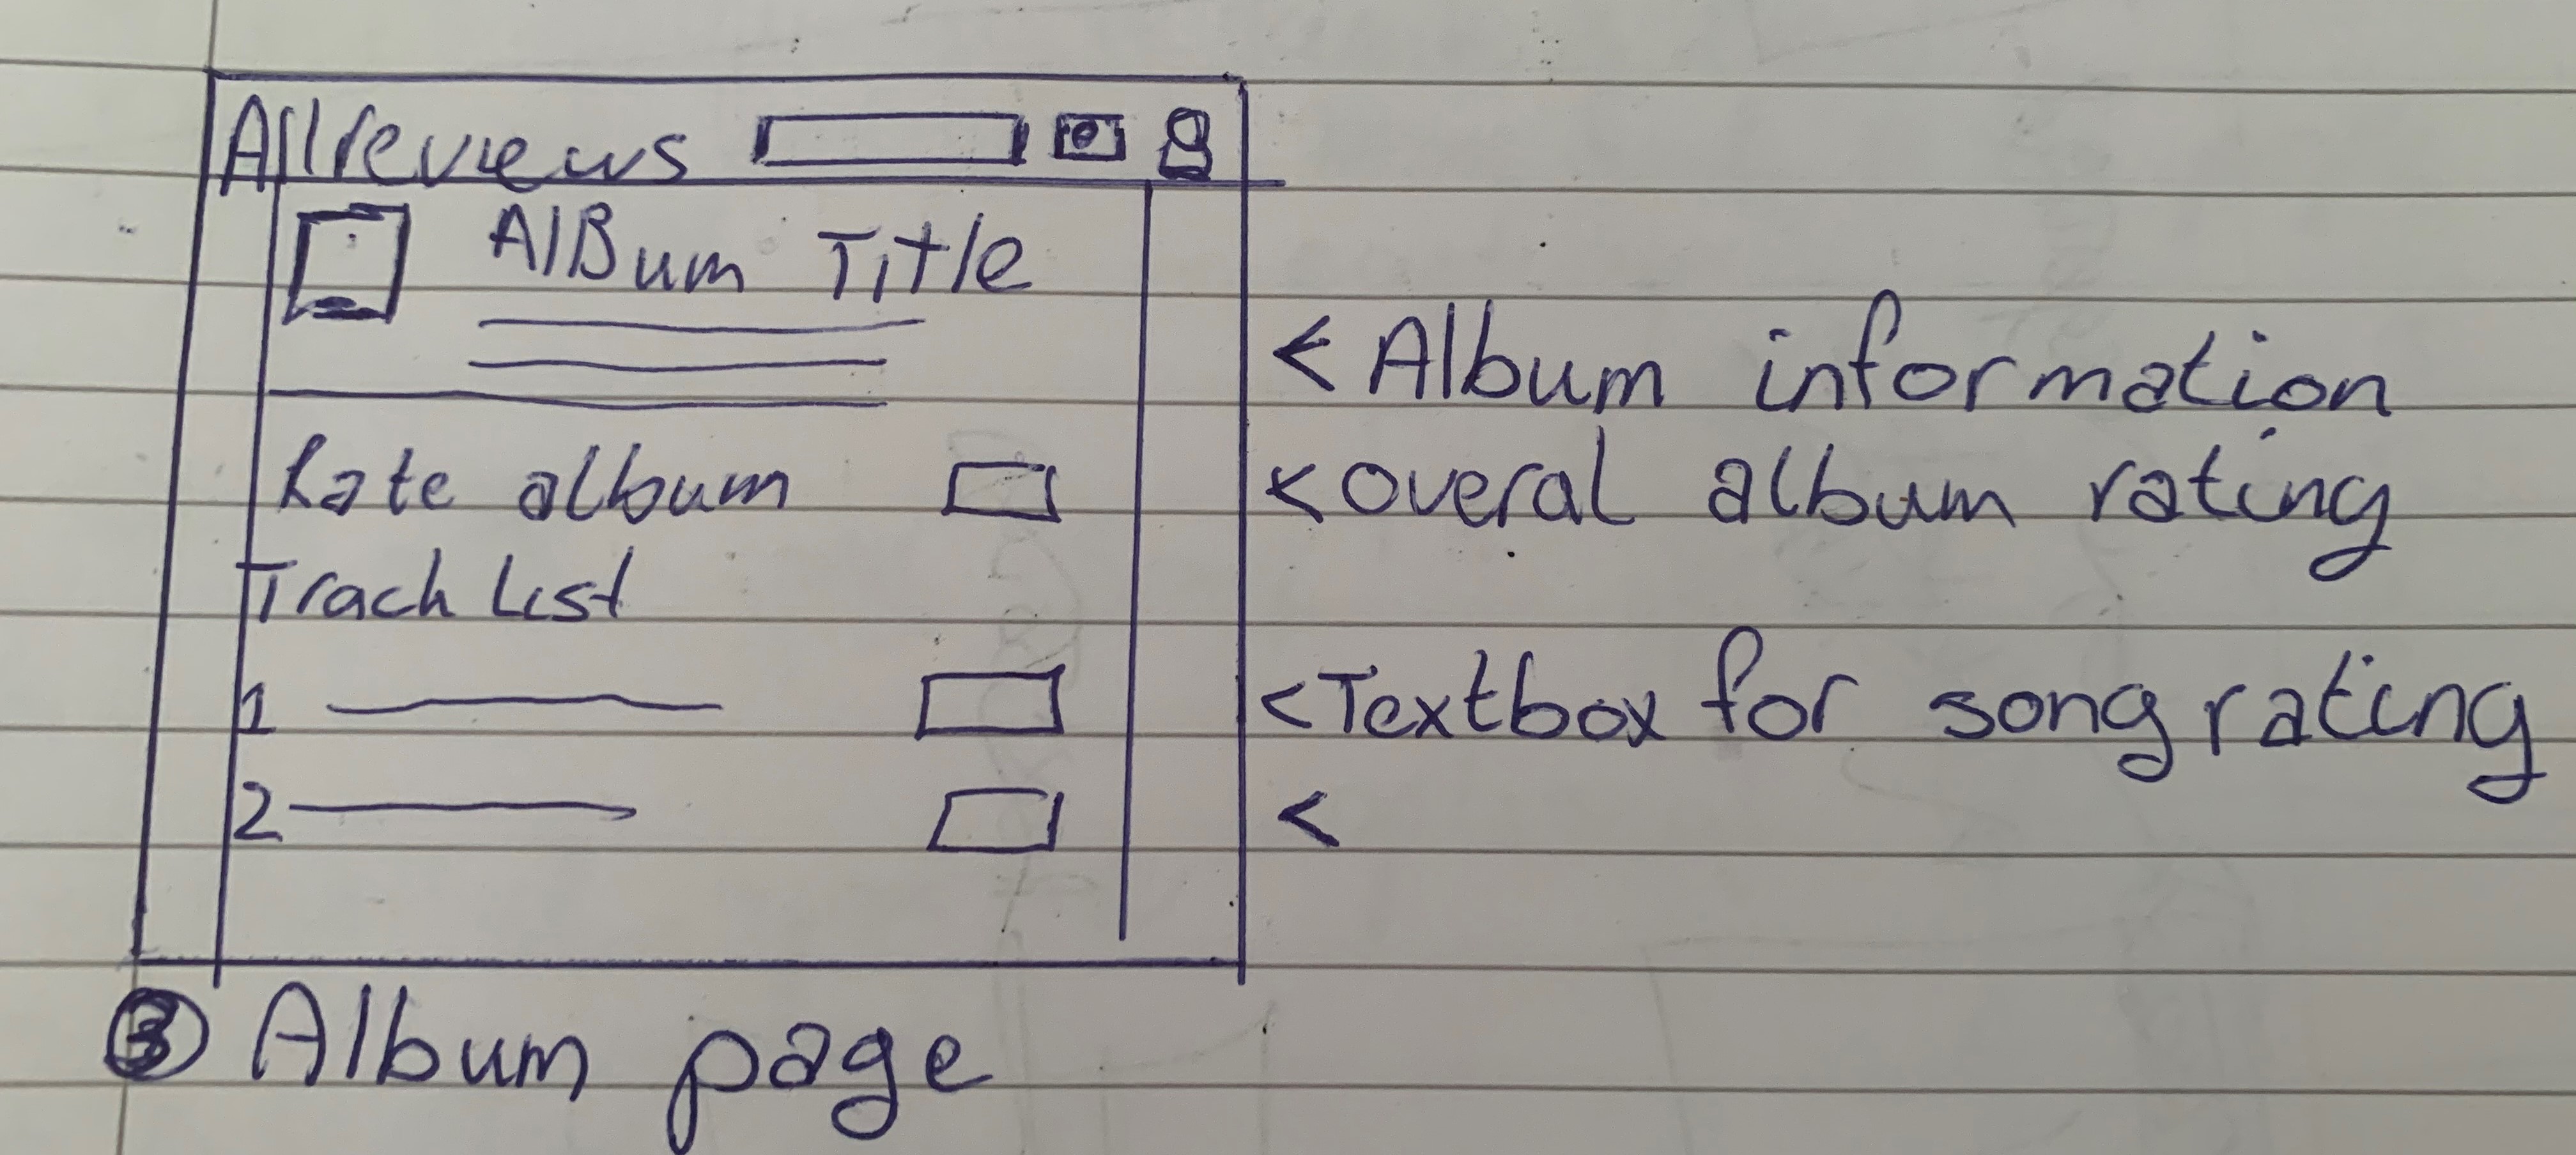 Allreviews
AlBum Title
< Album information
Rate album
< overal album rating
Track List
1
< Textbox for song rating
2
<
3 Album page